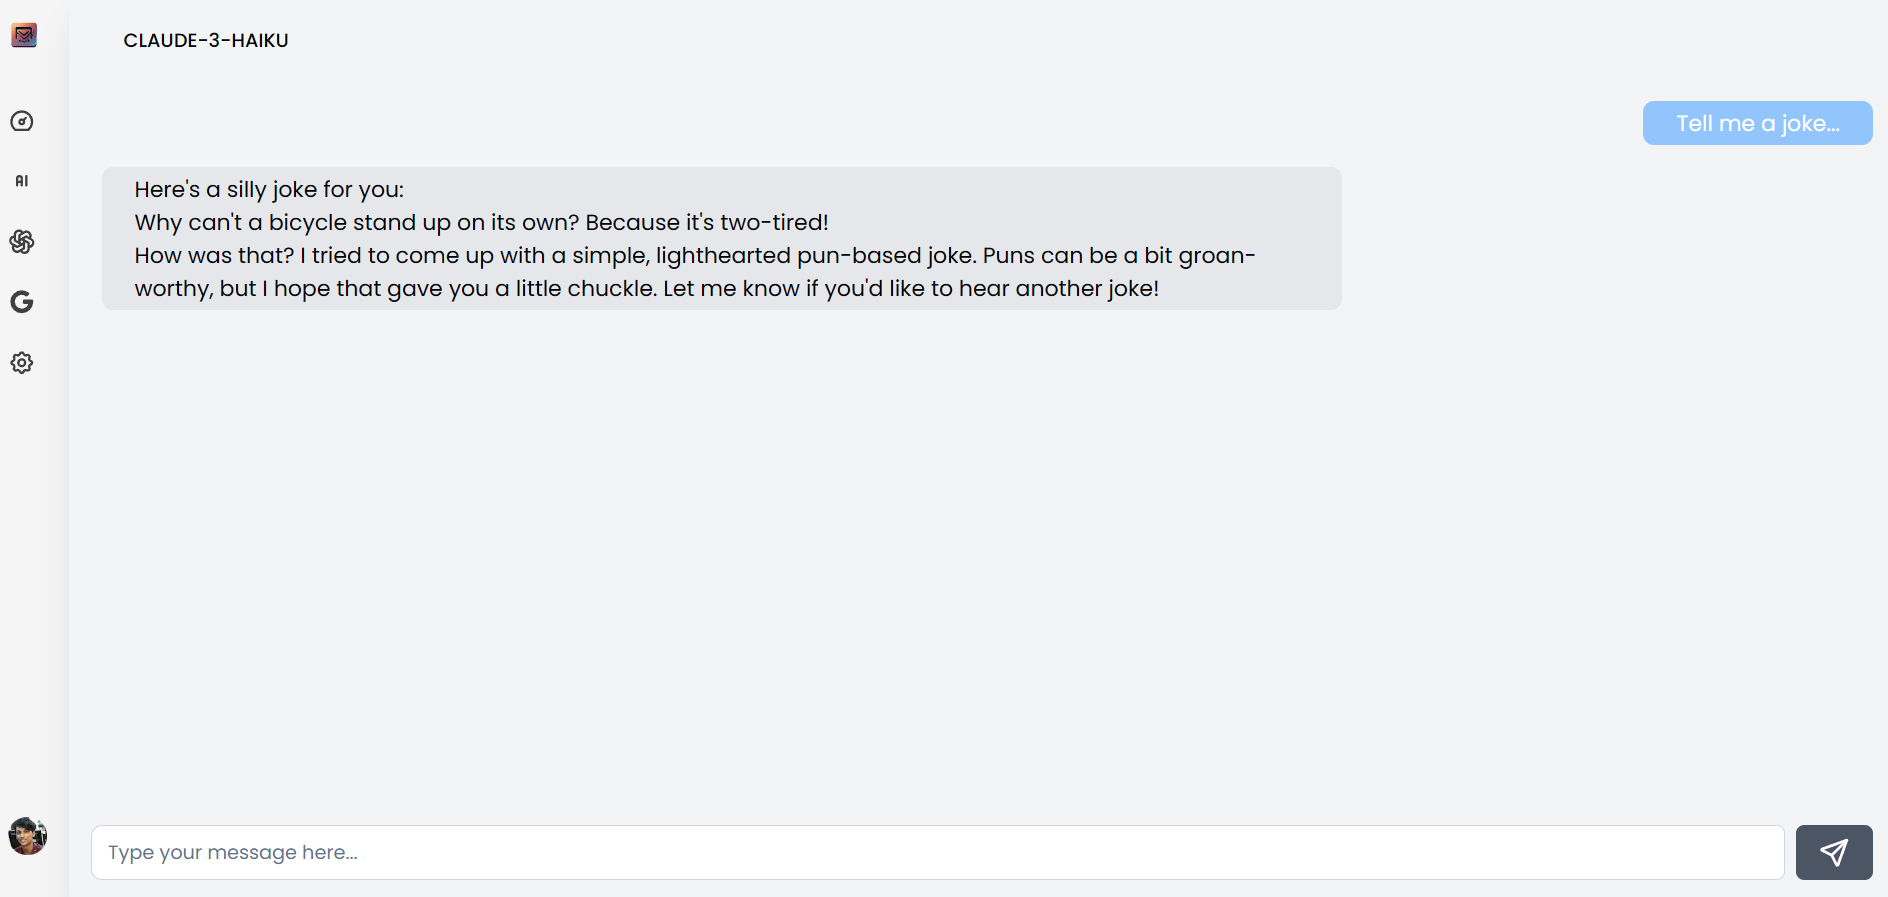 CLAUDE-3-HAIKU
Tell me a joke...
Here's a silly joke for you:
Why can't a bicycle stand up on its own? Because it's two-tired!
How was that? I tried to come up with a simple, lighthearted pun-based joke. Puns can be a bit groan-
worthy, but I hope that gave you a little chuckle. Let me know if you'd like to hear another joke!
AI
Type your message here...